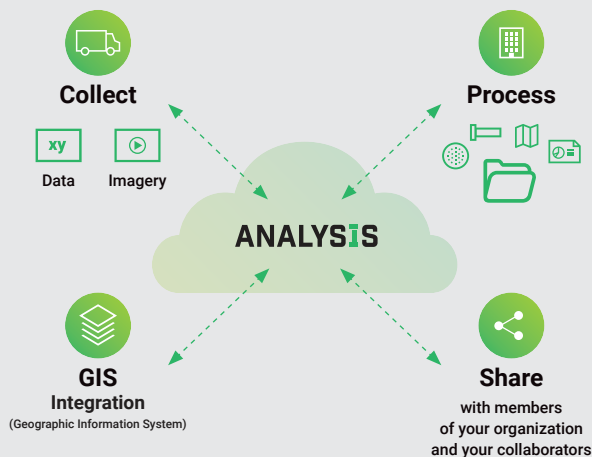 Collect
Process
xy
Data
Imagery
ANALYSIS
GIS
Integration
(Geographic Information System)
Share
with members
of your organization
and your collaborators